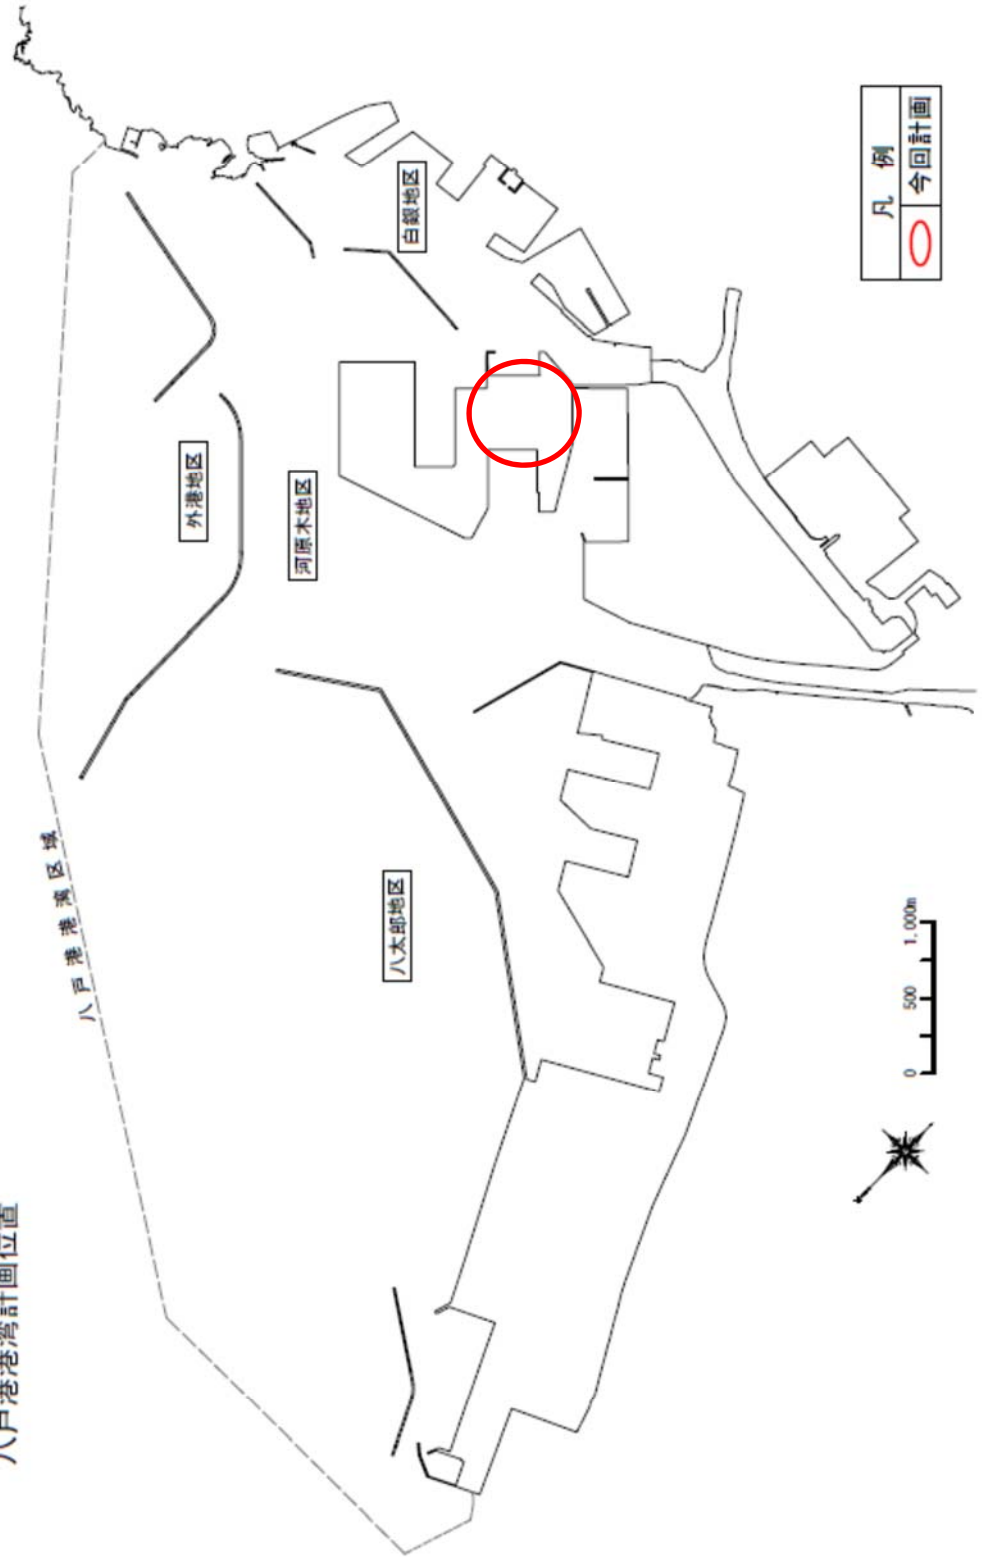 八戸港港湾計画位置
八戸港港湾区域
外港地区
白銀地区
河原木地区
八太郎地区
0 500 1,000m
凡例
今回計画